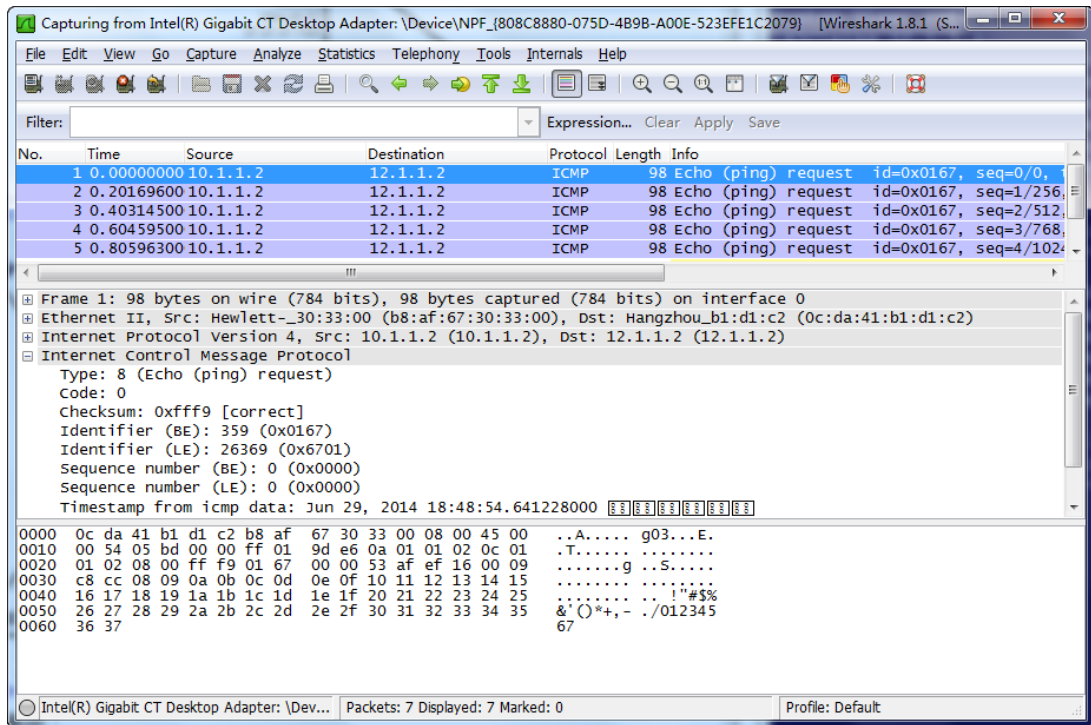 Capturing from Intel(R) Gigabit CT Desktop Adapter: \Device\NPF_{808C8880-075D-4B9B-A00E-523EFE1C2079} [Wireshark 1.8.1 (S...
File Edit View Go Capture Analyze Statistics Telephony Tools Internals Help
Filter: Expression... Clear Apply Save
No. Time Source Destination Protocol Length Info
1 0.00000000 10.1.1.2 12.1.1.2 ICMP 98 Echo (ping) request id=0x0167, seq=0/0,
2 0.20169600 10.1.1.2 12.1.1.2 ICMP 98 Echo (ping) request id=0x0167, seq=1/256,
3 0.40314500 10.1.1.2 12.1.1.2 ICMP 98 Echo (ping) request id=0x0167, seq=2/512,
4 0.60459500 10.1.1.2 12.1.1.2 ICMP 98 Echo (ping) request id=0x0167, seq=3/768,
5 0.80596300 10.1.1.2 12.1.1.2 ICMP 98 Echo (ping) request id=0x0167, seq=4/1024
Frame 1: 98 bytes on wire (784 bits), 98 bytes captured (784 bits) on interface 0
Ethernet II, Src: Hewlett-_30:33:00 (b8:af:67:30:33:00), Dst: Hangzhou_b1:d1:c2 (0c:da:41:b1:d1:c2)
Internet Protocol Version 4, Src: 10.1.1.2 (10.1.1.2), Dst: 12.1.1.2 (12.1.1.2)
Internet Control Message Protocol
Type: 8 (Echo (ping) request)
Code: 0
Checksum: 0xfff9 [correct]
Identifier (BE): 359 (0x0167)
Identifier (LE): 26369 (0x6701)
Sequence number (BE): 0 (0x0000)
Sequence number (LE): 0 (0x0000)
Timestamp from icmp data: Jun 29, 2014 18:48:54.641228000
0000 0c da 41 b1 d1 c2 b8 af 67 30 33 00 08 00 45 00 ..A..... g03...E.
0010 00 54 05 bd 00 00 ff 01 9d e6 0a 01 01 02 0c 01 .T...... ........
0020 01 02 08 00 ff f9 01 67 00 00 53 af ef 16 00 09 .......g ..S.....
0030 c8 cc 08 09 0a 0b 0c 0d 0e 0f 10 11 12 13 14 15 ........ ........
0040 16 17 18 19 1a 1b 1c 1d 1e 1f 20 21 22 23 24 25 ........ .. !"#$%
0050 26 27 28 29 2a 2b 2c 2d 2e 2f 30 31 32 33 34 35 &'()*+,- ./012345
0060 36 37 67
Intel(R) Gigabit CT Desktop Adapter: \Dev... Packets: 7 Displayed: 7 Marked: 0 Profile: Default